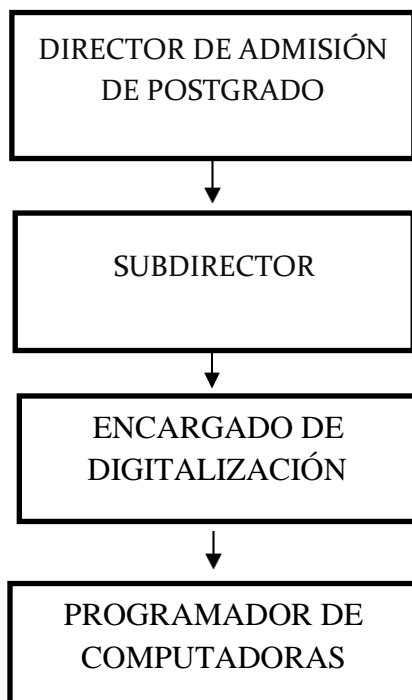 DIRECTOR DE ADMISIÓN
DE POSTGRADO
SUBDIRECTOR
ENCARGADO DE
DIGITALIZACIÓN
PROGRAMADOR DE
COMPUTADORAS